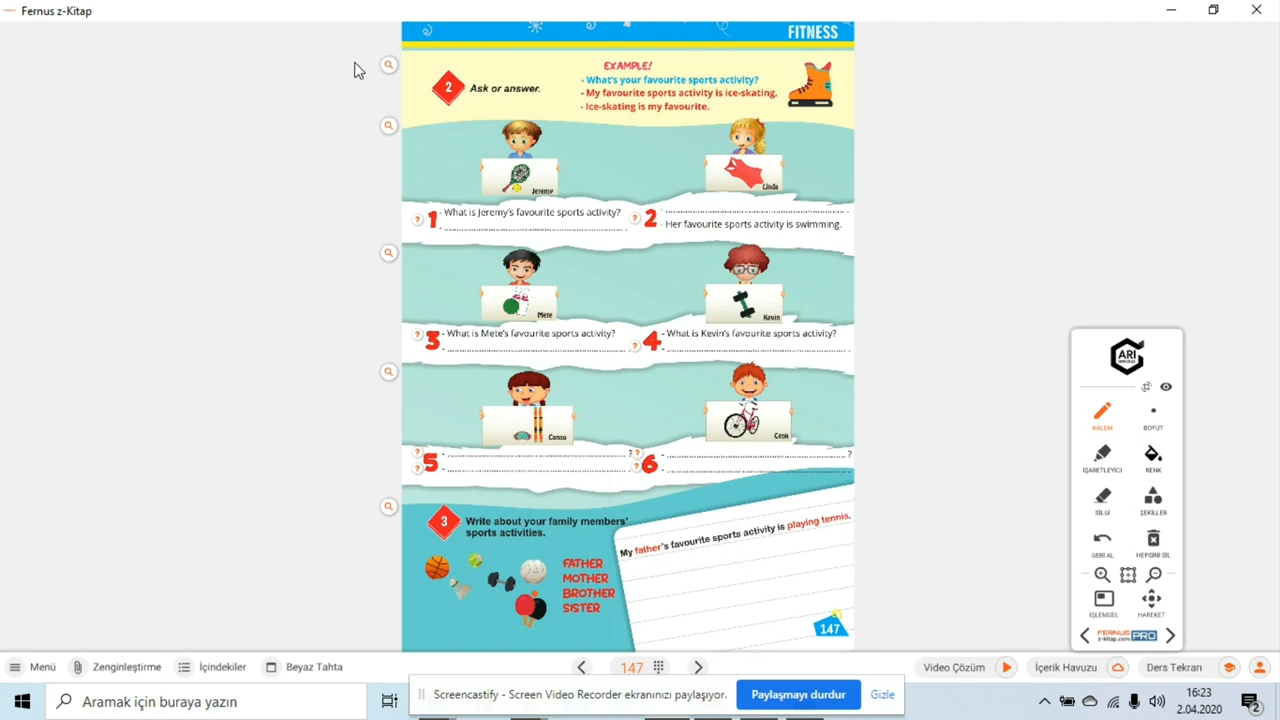 Fernus z-Kitap
FITNESS
2
Ask or answer.
EXAMPLE!
- What's your favourite sports activity?
- My favourite sports activity is ice-skating.
- Ice-skating is my favourite.
Jeremy
Linda
1 - What is Jeremy's favourite sports activity?
2
- Her favourite sports activity is swimming.
Mete
Kevin
3 - What is Mete's favourite sports activity?
4 - What is Kevin's favourite sports activity?
Cansu
Cenk
5 - ?
6 - ?
3
Write about your family members'
sports activities.
FATHER
MOTHER
BROTHER
SISTER
My father's favourite sports activity is playing tennis.
147
ARI
KALEM
BOYUT
İŞARETLEYİCİ
RENK
SİLGİ
ŞEKİLLER
GERİ AL
HEPSİNİ SİL
İŞLEMSEL
HAREKET
FERNUS
z-kitap.com
PRO
Menü
Zenginleştirme
İçindekiler
Beyaz Tahta
147
Video Çözüm
İçerik Havuzu
Ders Tekrarı
Screencastify - Screen Video Recorder ekranınızı paylaşıyor.
Paylaşmayı durdur
Gizle
Aramak için buraya yazın
16:23
2.04.2020
2